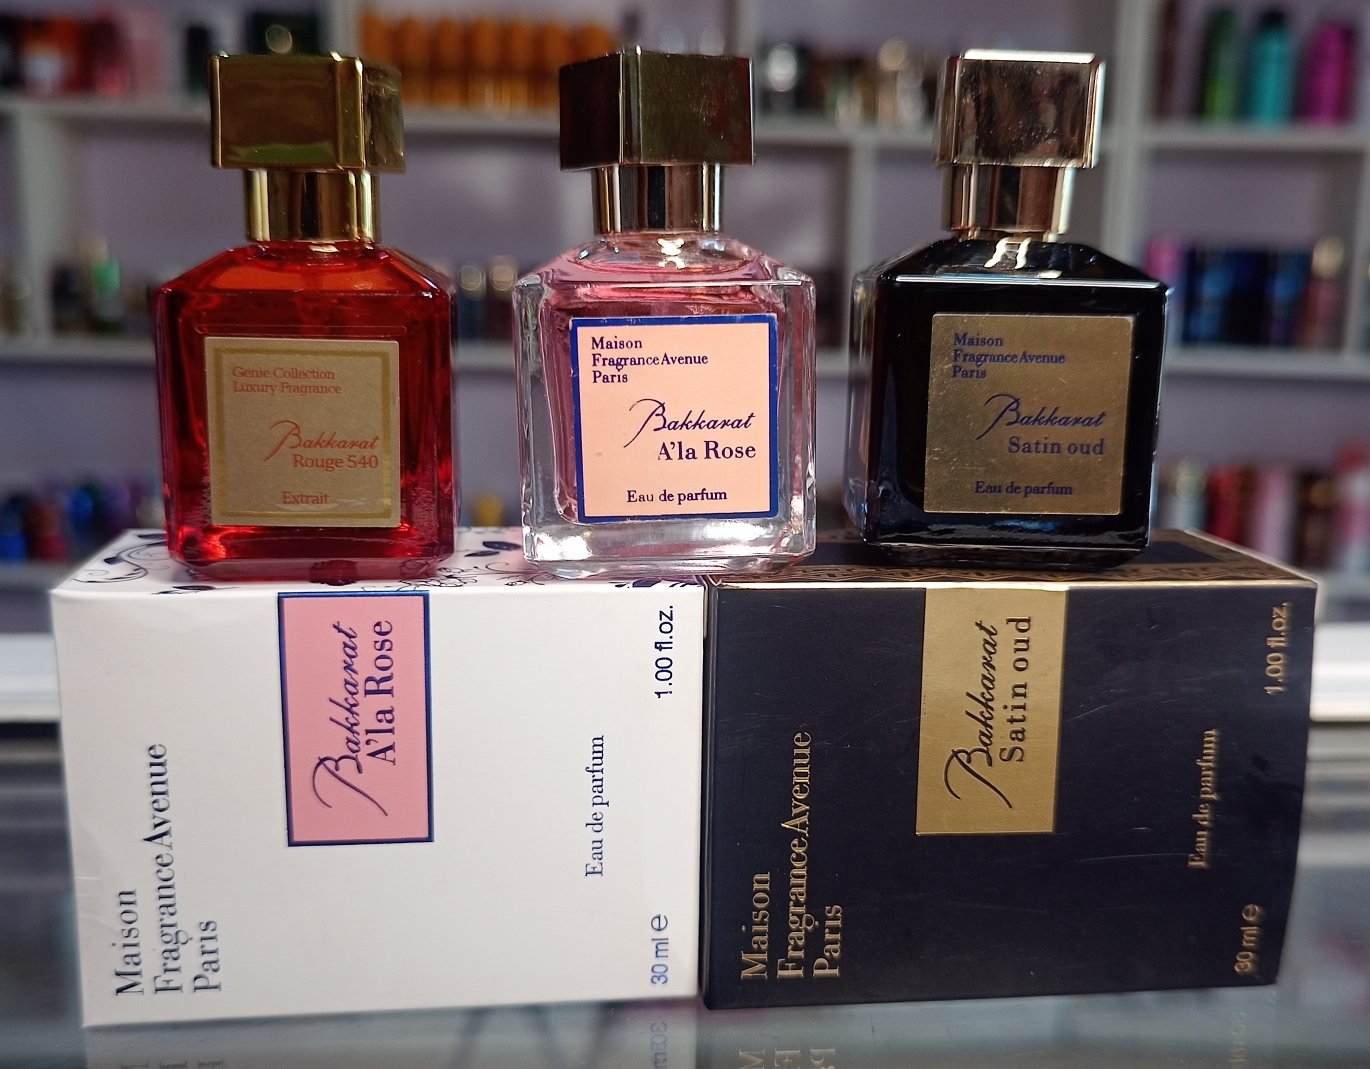 Genie Collection
Luxury Fragrance
Bakkarat
Rouge 540
Extrait
Maison
Fragrance Avenue
Paris
Bakkarat
A'la Rose
Eau de parfum
Maison
Fragrance Avenue
Paris
Bakkarat
Satin oud
Eau de parfum
Maison
Fragrance Avenue
Paris
Bakkarat
A'la Rose
Eau de parfum
30 ml ℮
1.00 fl.oz.
Maison
Fragrance Avenue
Paris
Bakkarat
Satin oud
Eau de parfum
30 ml ℮
1.00 fl.oz.